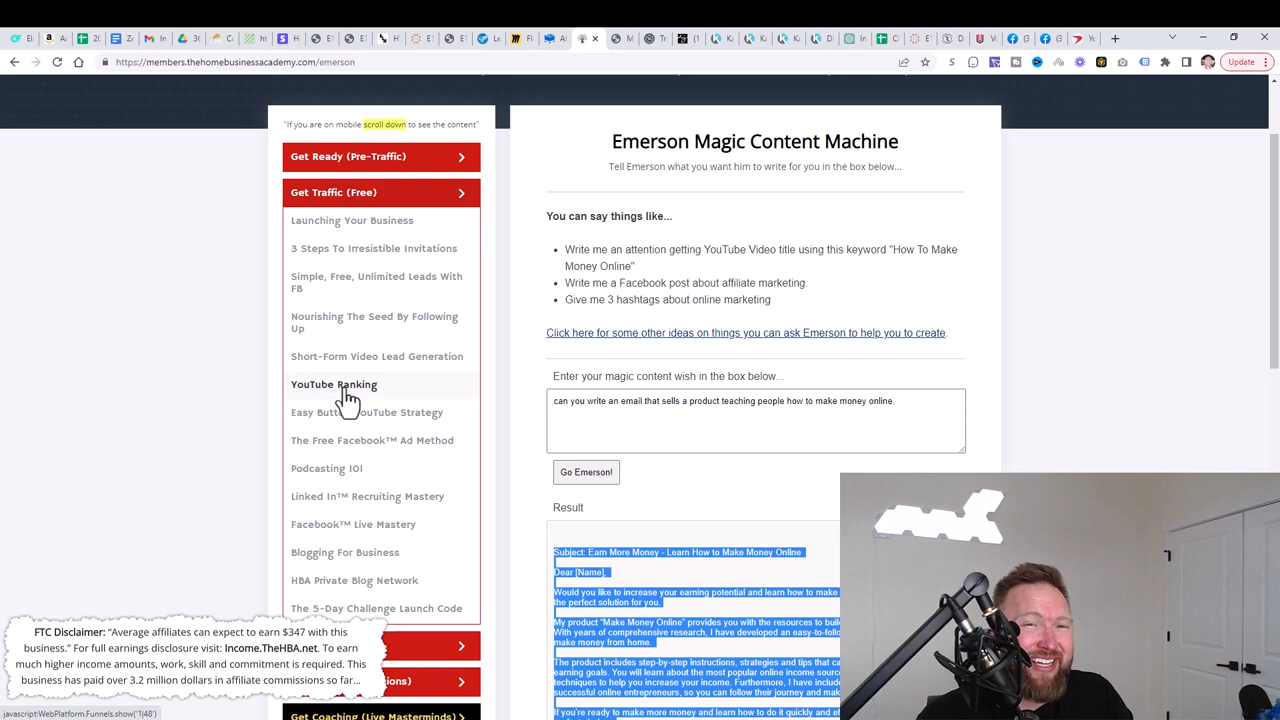 https://members.thehomebusinessacademy.com/emerson
Update
"If you are on mobile scroll down to see the content"
Get Ready (Pre-Traffic)
Get Traffic (Free)
Launching Your Business
3 Steps To Irresistible Invitations
Simple, Free, Unlimited Leads With
FB
Nourishing The Seed By Following
Up
Short-Form Video Lead Generation
YouTube Ranking
Easy Butt YouTube Strategy
The Free Facebook™ Ad Method
Podcasting 101
Linked In™ Recruiting Mastery
Facebook™ Live Mastery
Blogging For Business
HBA Private Blog Network
The 5-Day Challenge Launch Code
Get Coaching (Live Masterminds)
Emerson Magic Content Machine
Tell Emerson what you want him to write for you in the box below...
You can say things like...
Write me an attention getting YouTube Video title using this keyword "How To Make
Money Online"
Write me a Facebook post about affiliate marketing.
Give me 3 hashtags about online marketing
Click here for some other ideas on things you can ask Emerson to help you to create.
Enter your magic content wish in the box below...
can you write an email that sells a product teaching people how to make money online.
Go Emerson!
Result
Subject: Earn More Money - Learn How to Make Money Online
Dear [Name],
Would you like to increase your earning potential and learn how to make
the perfect solution for you.
My product "Make Money Online" provides you with the resources to buil
With years of comprehensive research, I have developed an easy-to-follo
make money from home.
The product includes step-by-step instructions, strategies and tips that ca
earning goals. You will learn about the most popular online income sourc
techniques to help you increase your income. Furthermore, I have include
successful online entrepreneurs, so you can follow their journey and mak
If you're ready to make more money and learn how to do it quickly and ef
FTC Disclaimer: "Average affiliates can expect to earn $347 with this
business." For full earnings disclosure visit: Income.TheHBA.net. To earn
much higher income amounts, work, skill and commitment is required. This
business has paid over 3.2 million dollars in affiliate commissions so far...
javascript:WebPlatform.Funnels.show('1|48')